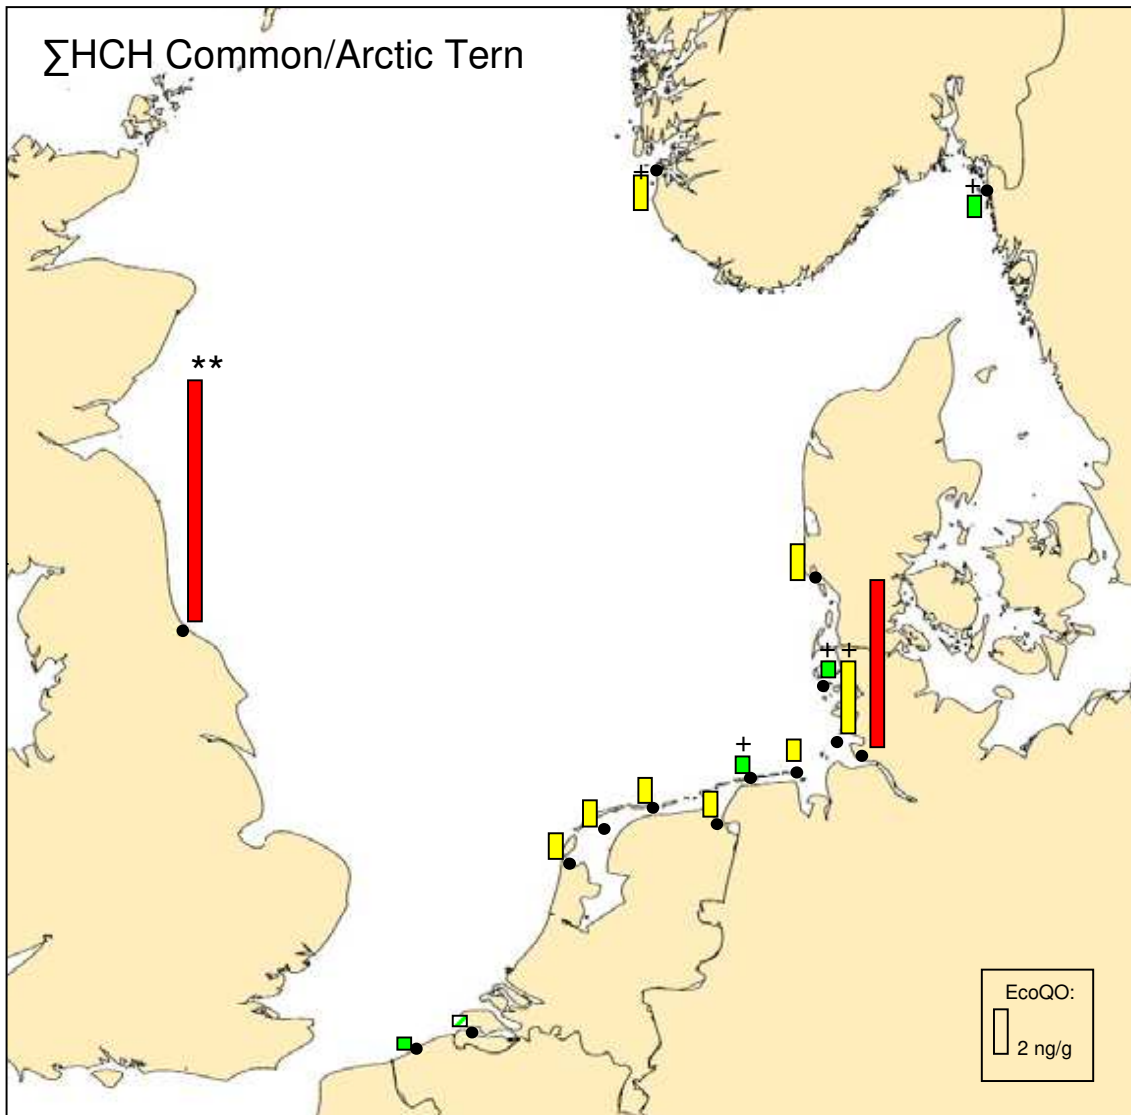 ∑HCH Common/Arctic Tern
+
+
**
+ +
+
EcoQO:
2 ng/g